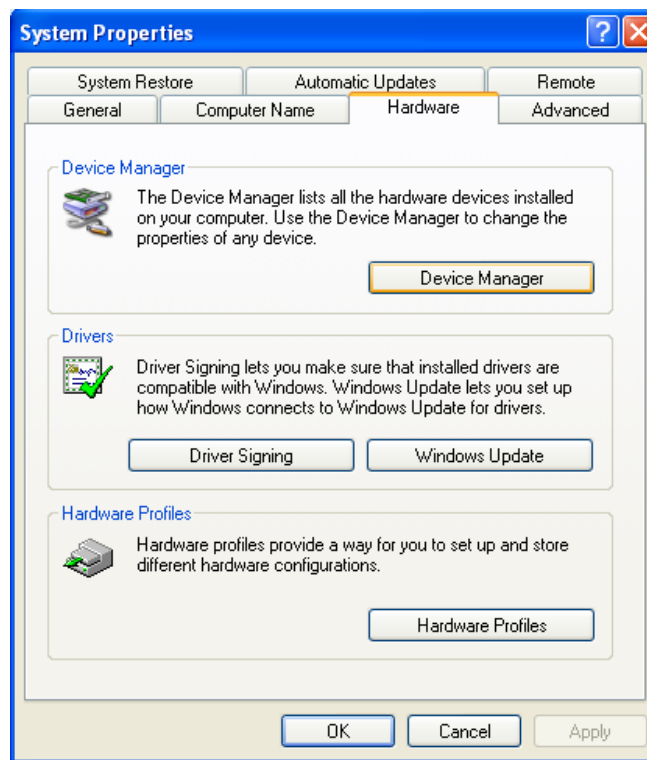 System Properties
System Restore
Automatic Updates
Remote
General
Computer Name
Hardware
Advanced
Device Manager
The Device Manager lists all the hardware devices installed
on your computer. Use the Device Manager to change the
properties of any device.
Device Manager
Drivers
Driver Signing lets you make sure that installed drivers are
compatible with Windows. Windows Update lets you set up
how Windows connects to Windows Update for drivers.
Driver Signing
Windows Update
Hardware Profiles
Hardware profiles provide a way for you to set up and store
different hardware configurations.
Hardware Profiles
OK
Cancel
Apply